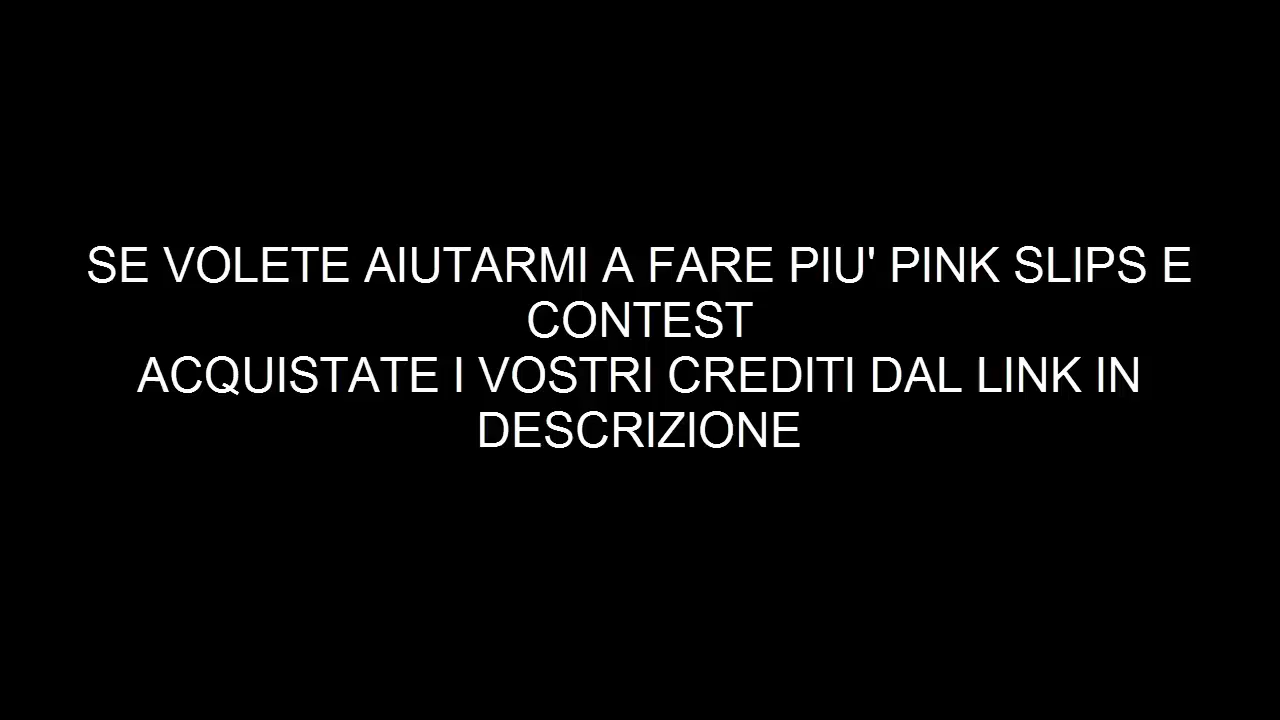 SE VOLETE AIUTARMI A FARE PIU' PINK SLIPS E
CONTEST
ACQUISTATE I VOSTRI CREDITI DAL LINK IN
DESCRIZIONE